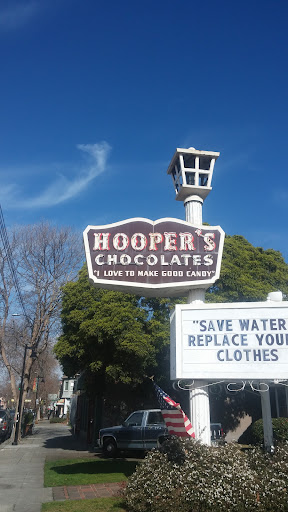 HOOPER'S
CHOCOLATES
"I LOVE TO MAKE GOOD CANDY"
"SAVE WATER
REPLACE YOUR
CLOTHES